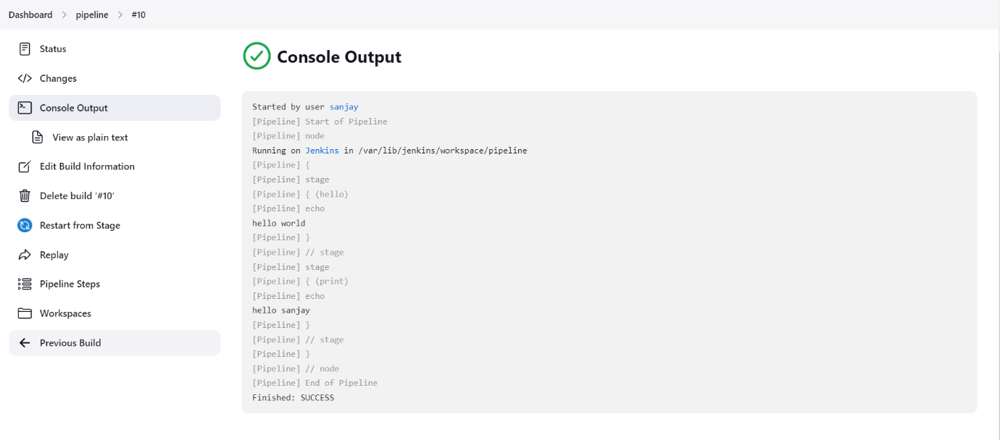 Dashboard > pipeline > #10
Status
Changes
Console Output
View as plain text
Edit Build Information
Delete build ‘#10’
Restart from Stage
Replay
Pipeline Steps
Workspaces
Previous Build
Console Output
Started by user sanjay
[Pipeline] Start of Pipeline
[Pipeline] node
Running on Jenkins in /var/lib/jenkins/workspace/pipeline
[Pipeline] {
[Pipeline] stage
[Pipeline] { (hello)
[Pipeline] echo
hello world
[Pipeline] }
[Pipeline] // stage
[Pipeline] stage
[Pipeline] { (print)
[Pipeline] echo
hello sanjay
[Pipeline] }
[Pipeline] // stage
[Pipeline] }
[Pipeline] // node
[Pipeline] End of Pipeline
Finished: SUCCESS